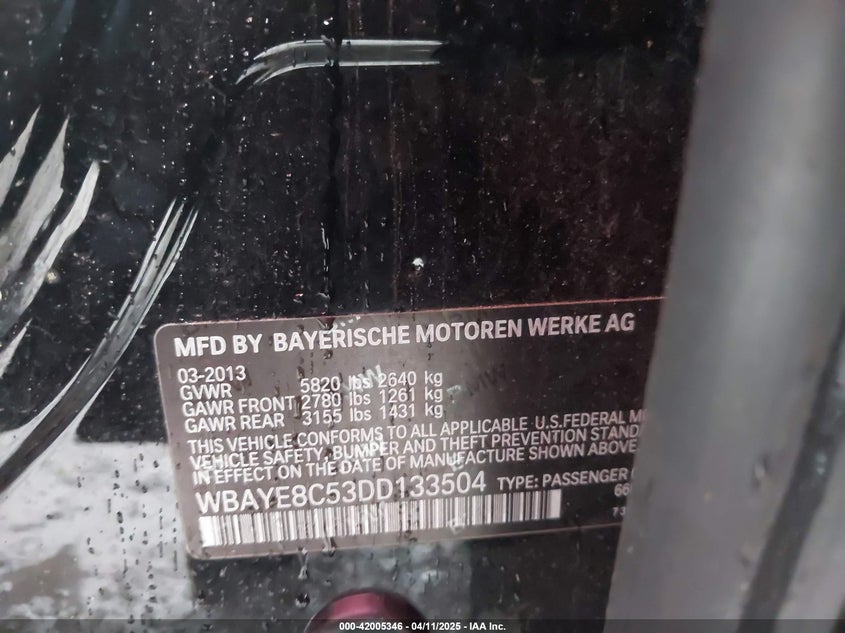 MFD BY BAYERISCHE MOTOREN WERKE AG
03-2013
GVWR 5820 lbs 2640 kg
GAWR FRONT 2780 lbs 1261 kg
GAWR REAR 3155 lbs 1431 kg
THIS VEHICLE CONFORMS TO ALL APPLICABLE U.S.FEDERAL M
VEHICLE SAFETY, BUMPER AND THEFT PREVENTION STAND
IN EFFECT ON THE DATE OF MANUFACTURE SHOWN ABOVE
WBAYE8C53DD133504 TYPE: PASSENGER
66
73
000-42005346 - 04/11/2025 - IAA Inc.